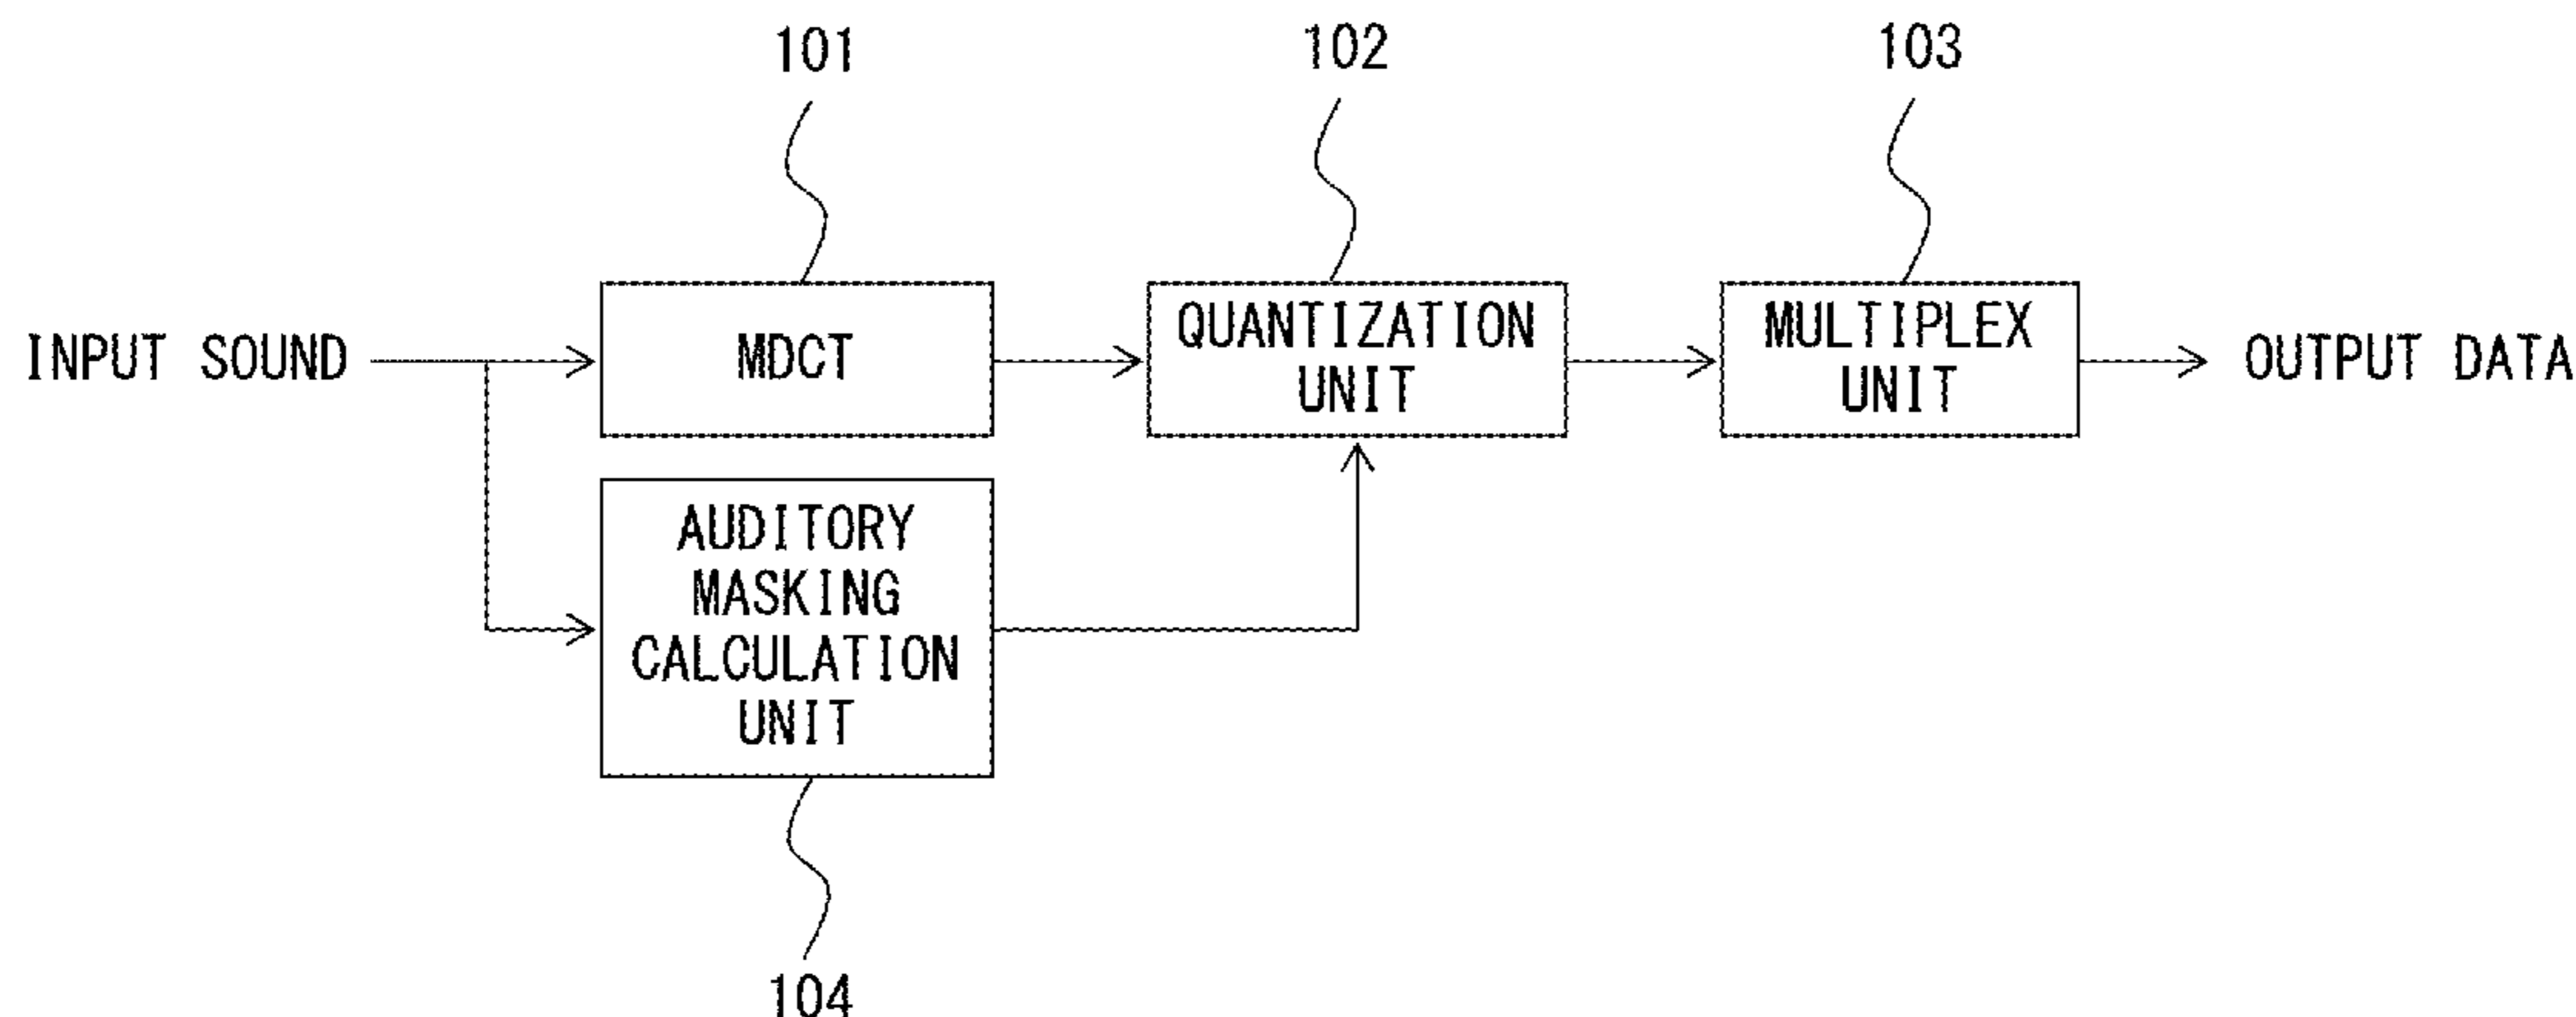 101
102
103
INPUT SOUND
MDCT
QUANTIZATION
UNIT
MULTIPLEX
UNIT
OUTPUT DATA
AUDITORY
MASKING
CALCULATION
UNIT
104